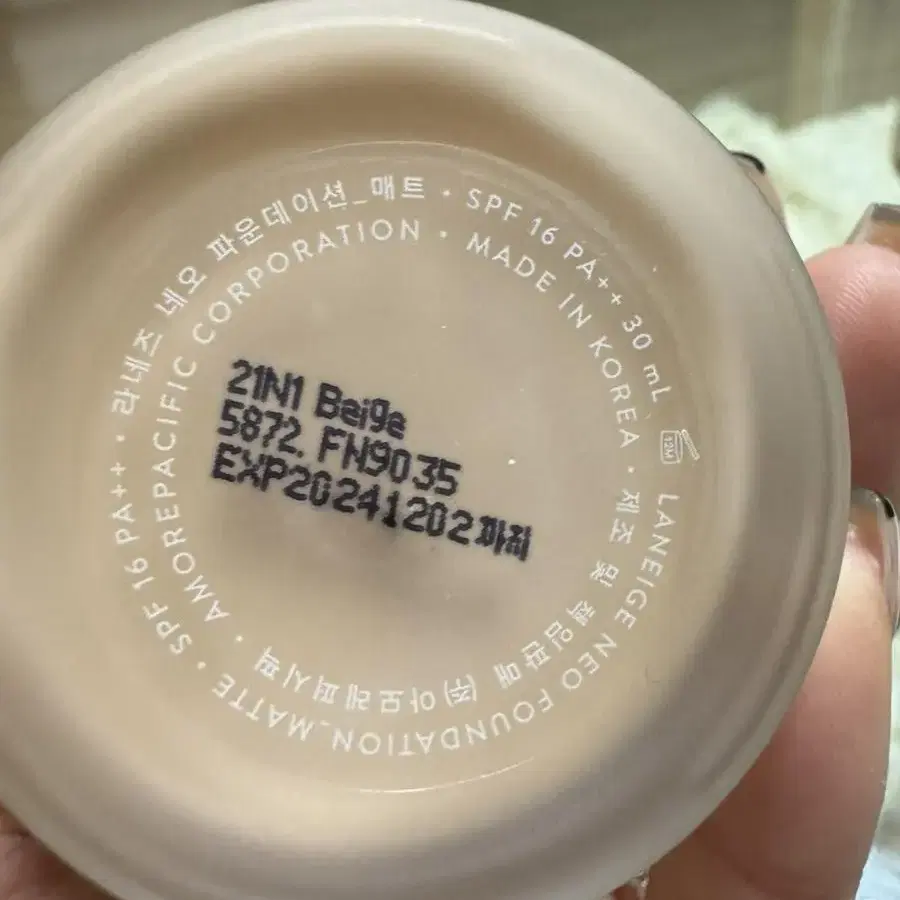 라네즈 네오 파운데이션_매트 · SPF 16 PA++ 30 mL
12M
LANEIGE NEO FOUNDATION_MATTE · SPF 16 PA++ ·
AMOREPACIFIC CORPORATION · MADE IN KOREA ·
제조 및 책임판매 (주)아모레퍼시픽 ·
21N1 Beige
5872. FN9035
EXP20241202까지